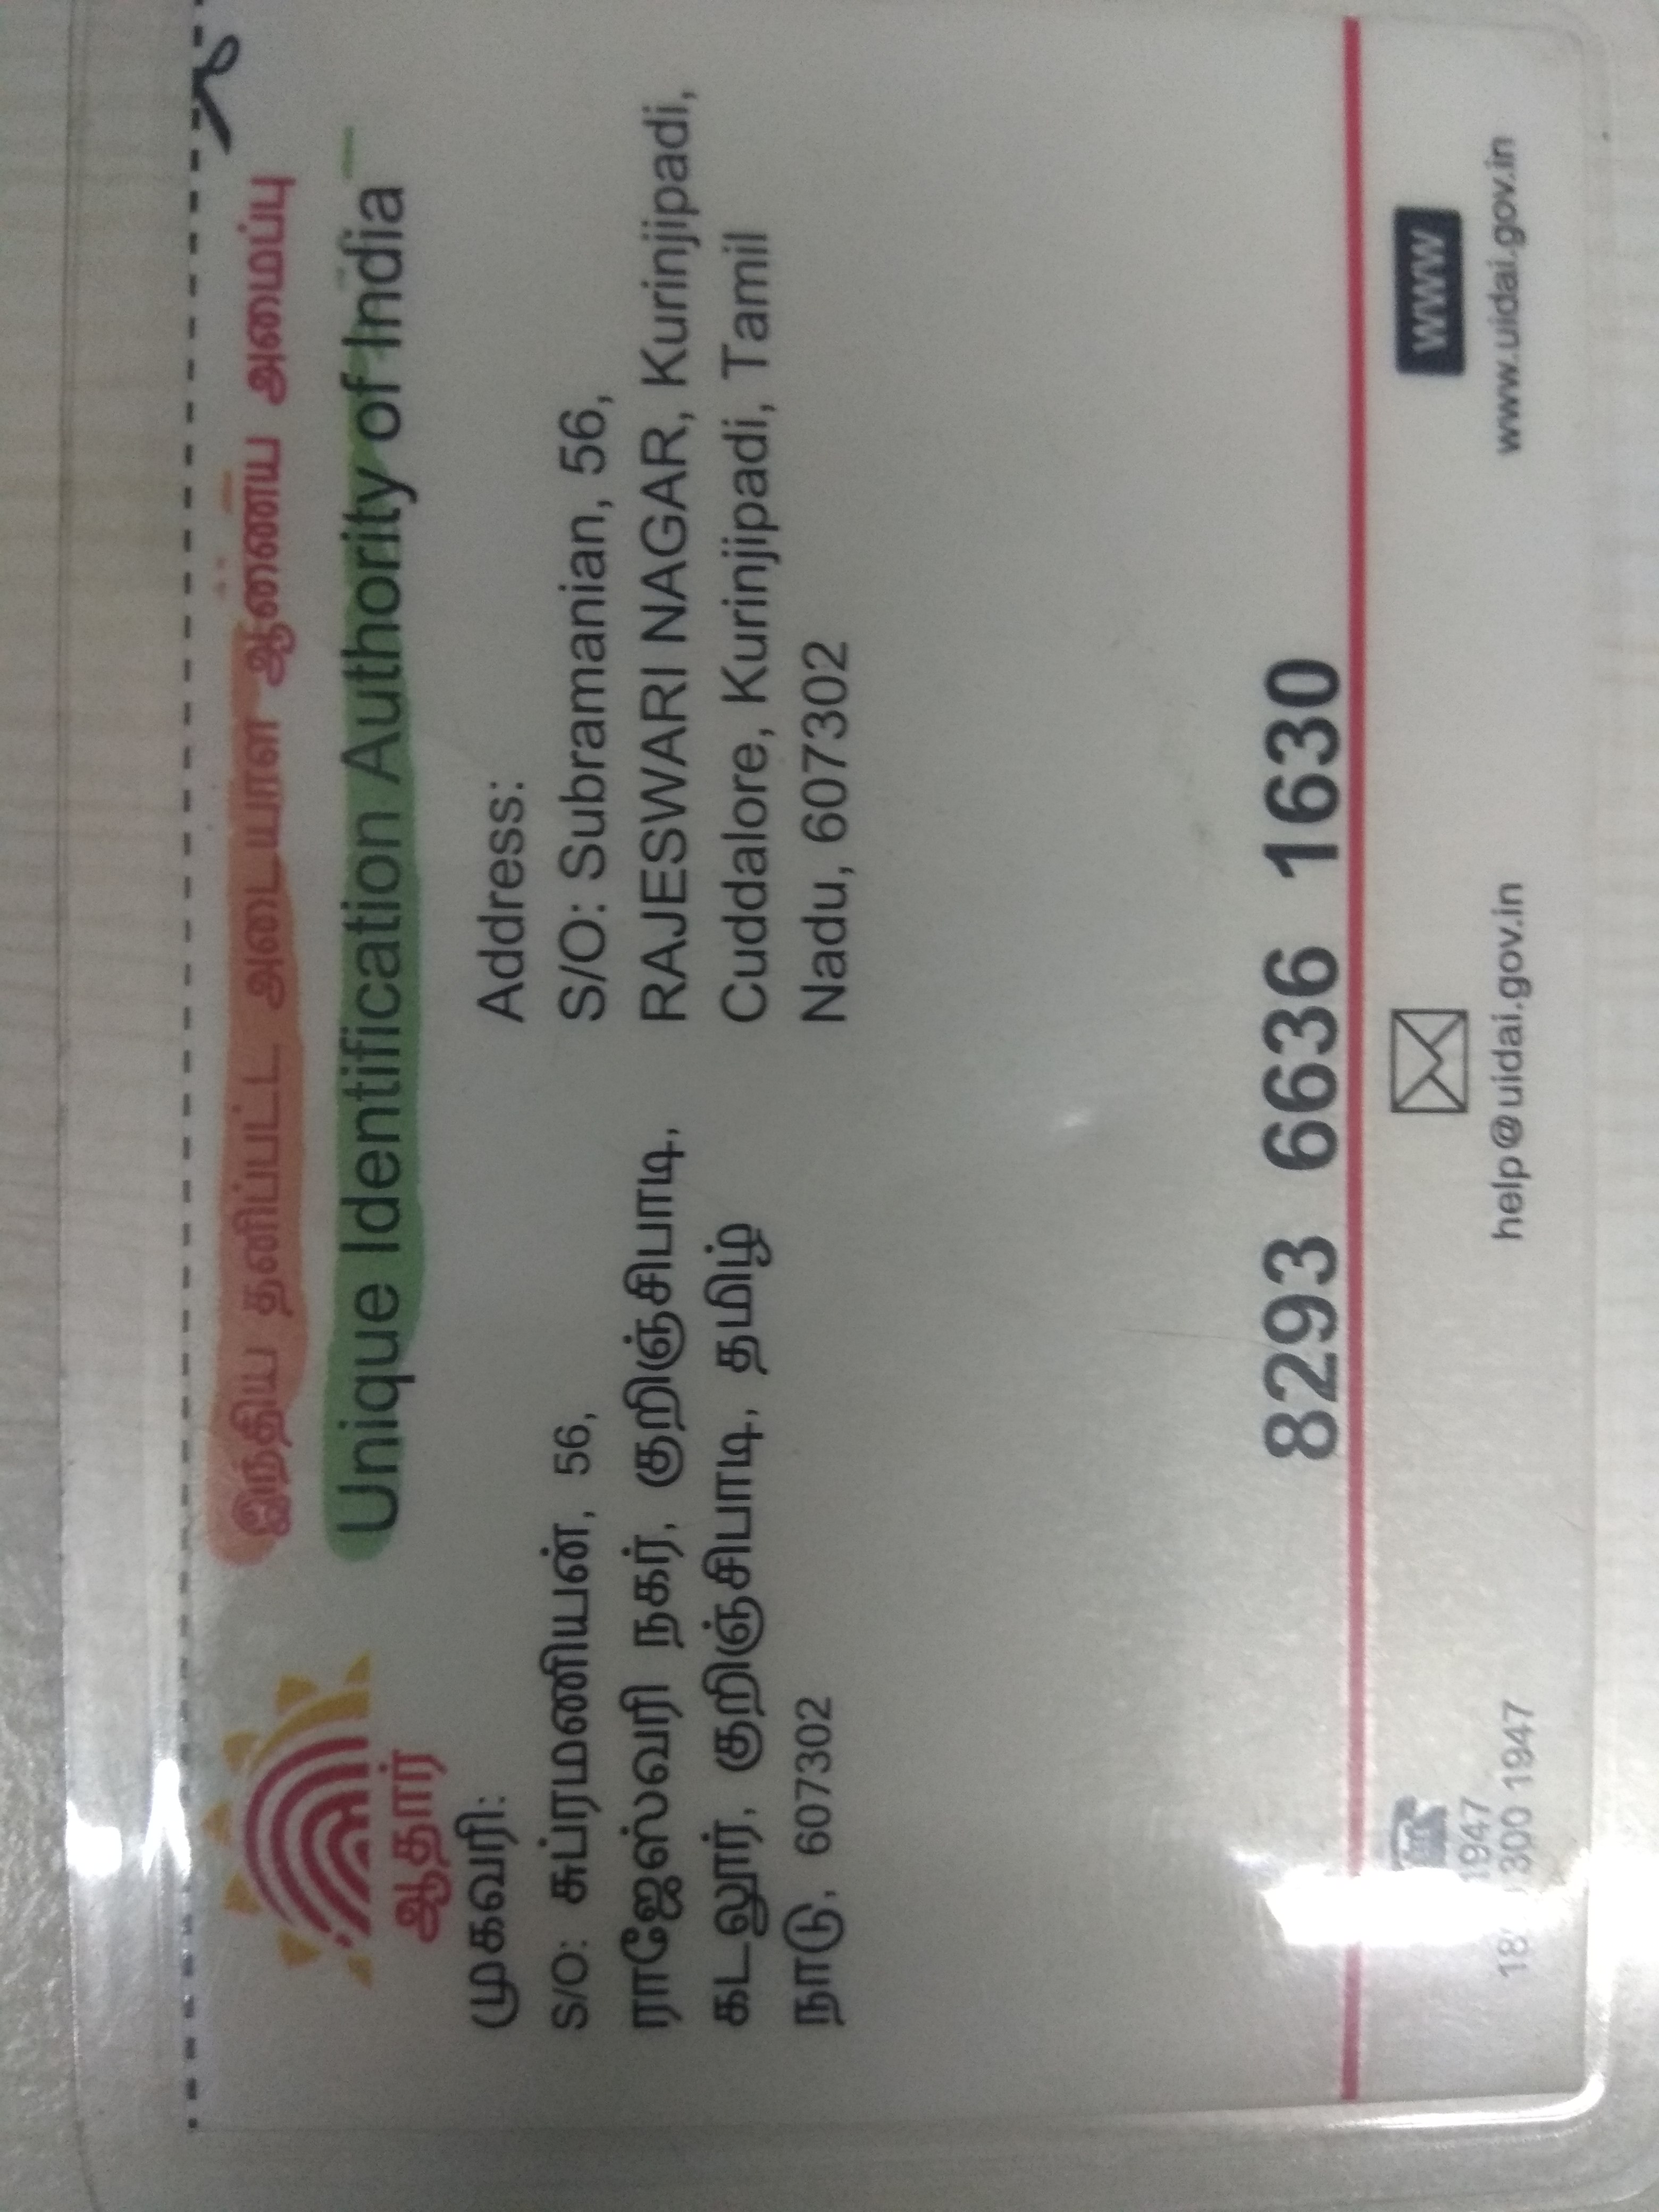 இந்திய தனிப்பட்ட அடையாள ஆணைய அமைப்பு
Unique Identification Authority of India
ஆதார்
முகவரி:
S/O: சுப்ரமணியன், 56,
ராஜேஸ்வரி நகர், குறிஞ்சிபாடி,
கடலூர், குறிஞ்சிபாடி, தமிழ்
நாடு, 607302
Address:
S/O: Subramanian, 56,
RAJESWARI NAGAR, Kurinjipadi,
Cuddalore, Kurinjipadi, Tamil
Nadu, 607302
8293 6636 1630
1947
300 1947
help@uidai.gov.in
WWW
www.uidai.gov.in